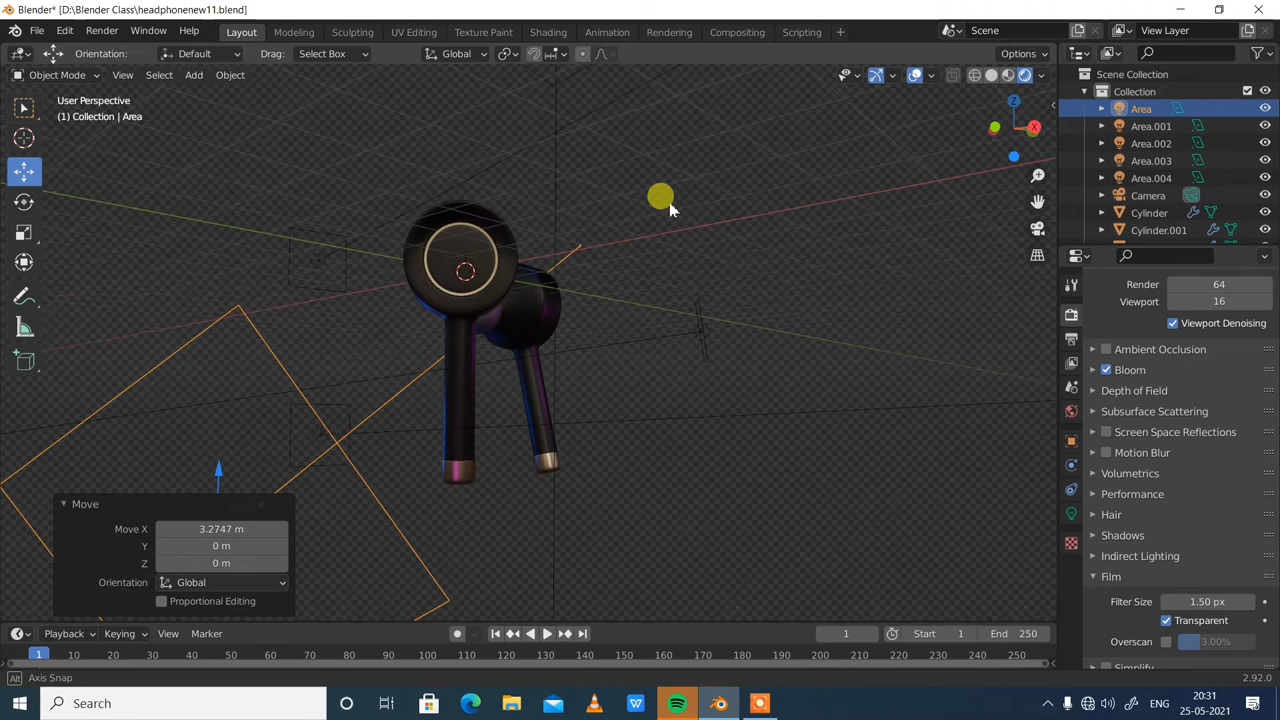 Blender* [D:\Blender Class\headphonenew11.blend]
File Edit Render Window Help Layout Modeling Sculpting UV Editing Texture Paint Shading Animation Rendering Compositing Scripting + Scene View Layer
Orientation: Default Drag: Select Box Global Options
Object Mode View Select Add Object
Scene Collection
Collection
User Perspective
(1) Collection | Area
Area
Area.001
Area.002
Area.003
Area.004
Camera
Cylinder
Cylinder.001
Z
X
Render 64
Viewport 16
Viewport Denoising
Ambient Occlusion
Bloom
Depth of Field
Subsurface Scattering
Screen Space Reflections
Motion Blur
Volumetrics
Performance
Hair
Shadows
Indirect Lighting
Film
Filter Size 1.50 px
Transparent
Overscan 3.00%
Move
Move X 3.2747 m
Y 0 m
Z 0 m
Orientation Global
Proportional Editing
Playback Keying View Marker 1 Start 1 End 250
1 10 20 30 40 50 60 70 80 90 100 110 120 130 140 150 160 170 180 190 200 210 220 230 240 250
Alt Axis Snap 2.92.0
Search
ENG
20:31
25-05-2021